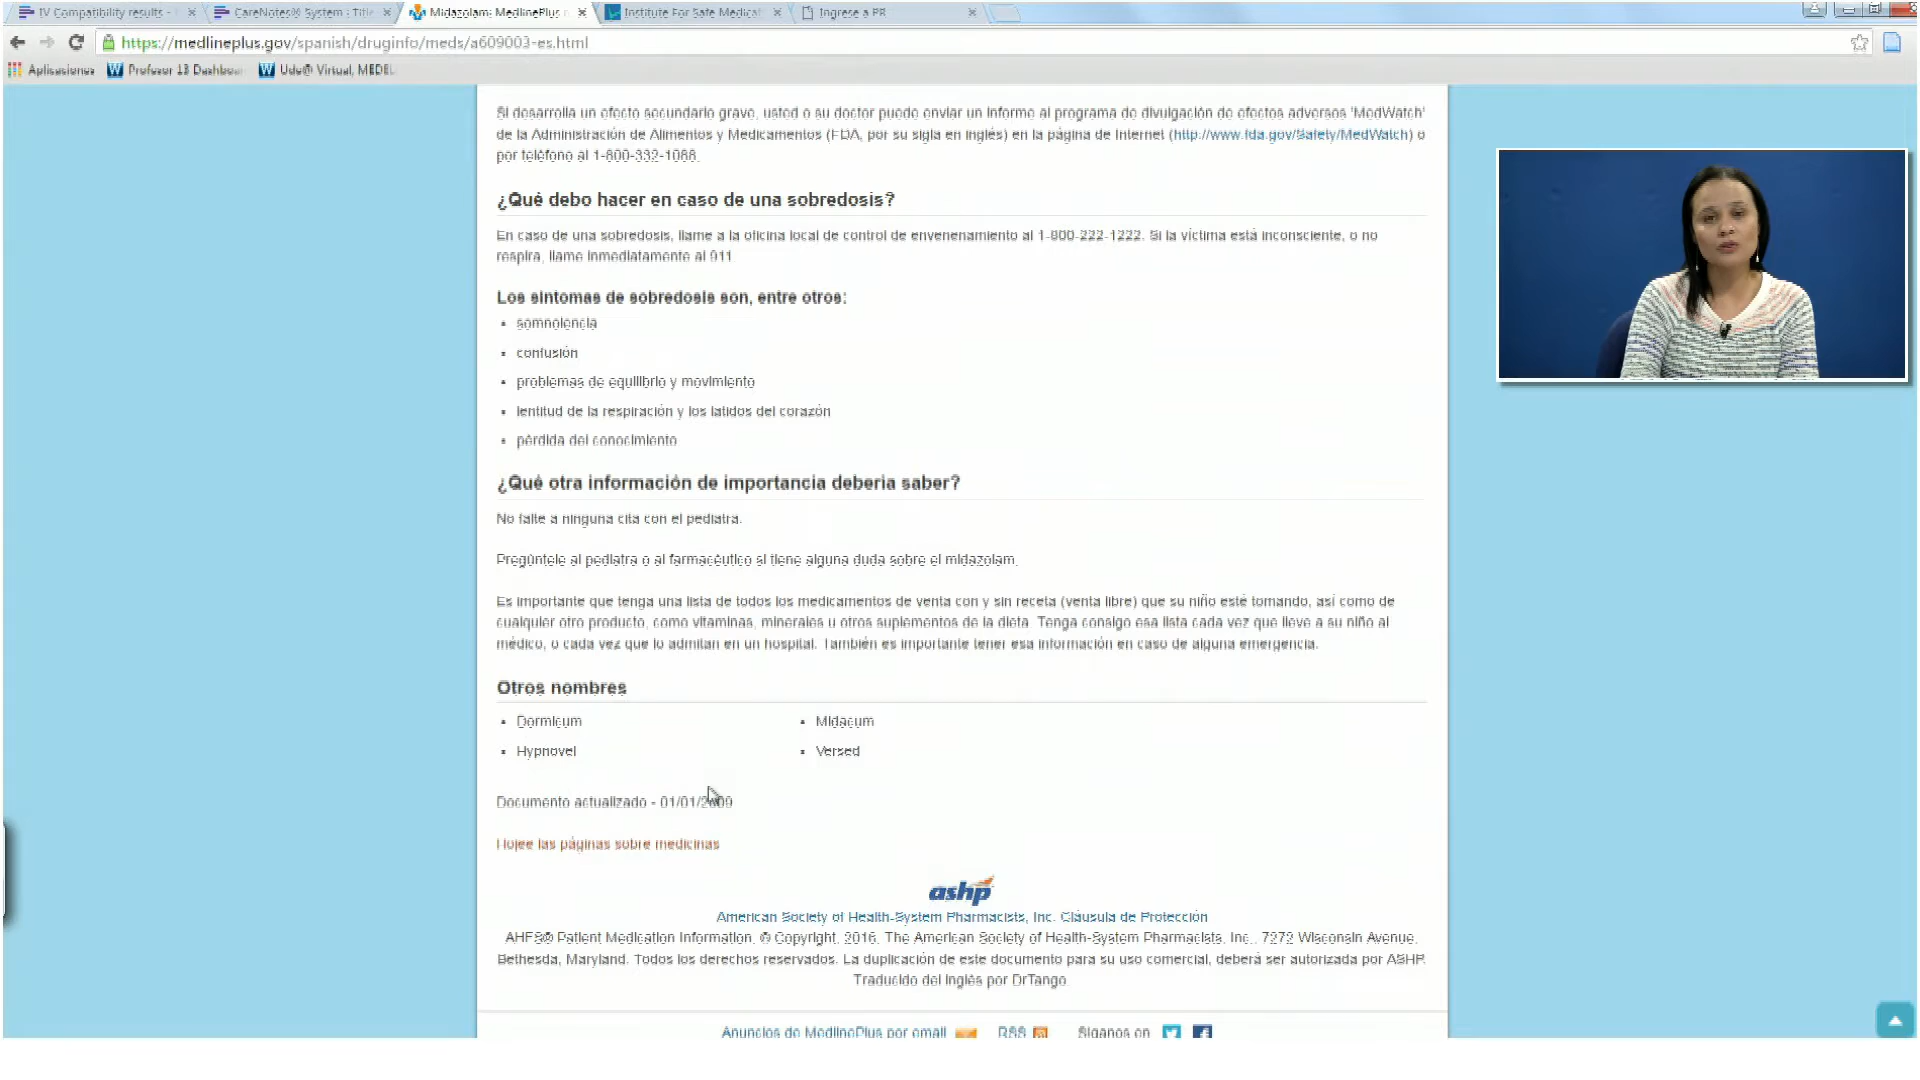 IV Compatibility results -
CareNotes® System : Title
Midazolam: MedlinePlus
Institute For Safe Medicat
Ingrese a PR
https://medlineplus.gov/spanish/druginfo/meds/a609003-es.html
Aplicaciones
Profesor 13 Dashboar
Ude@ Virtual, MEDEL
Si desarrolla un efecto secundario grave, usted o su doctor puede enviar un informe al programa de divulgación de efectos adversos 'MedWatch'
de la Administración de Alimentos y Medicamentos (FDA, por su sigla en inglés) en la página de Internet (http://www.fda.gov/Safety/MedWatch) o
por teléfono al 1-800-332-1088.
¿Qué debo hacer en caso de una sobredosis?
En caso de una sobredosis, llame a la oficina local de control de envenenamiento al 1-800-222-1222. Si la víctima está inconsciente, o no
respira, llame inmediatamente al 911.
Los síntomas de sobredosis son, entre otros:
somnolencia
confusión
problemas de equilibrio y movimiento
lentitud de la respiración y los latidos del corazón
pérdida del conocimiento
¿Qué otra información de importancia deberia saber?
No falte a ninguna cita con el pediatra.
Pregúntele al pediatra o al farmacéutico si tiene alguna duda sobre el midazolam.
Es importante que tenga una lista de todos los medicamentos de venta con y sin receta (venta libre) que su niño esté tomando, así como de
cualquier otro producto, como vitaminas, minerales u otros suplementos de la dieta. Tenga consigo esa lista cada vez que lleve a su niño al
médico, o cada vez que lo admitan en un hospital. También es importante tener esa información en caso de alguna emergencia.
Otros nombres
Dormicum
Midacum
Hypnovel
Versed
Documento actualizado - 01/01/2009
Hojee las páginas sobre medicinas
ashp
American Society of Health-System Pharmacists, Inc. Cláusula de Protección
AHFS® Patient Medication Information. © Copyright, 2016. The American Society of Health-System Pharmacists, Inc., 7272 Wisconsin Avenue,
Bethesda, Maryland. Todos los derechos reservados. La duplicación de este documento para su uso comercial, deberá ser autorizada por ASHP.
Traducido del inglés por DrTango
Anuncios de MedlinePlus por email
RSS
Síganos en